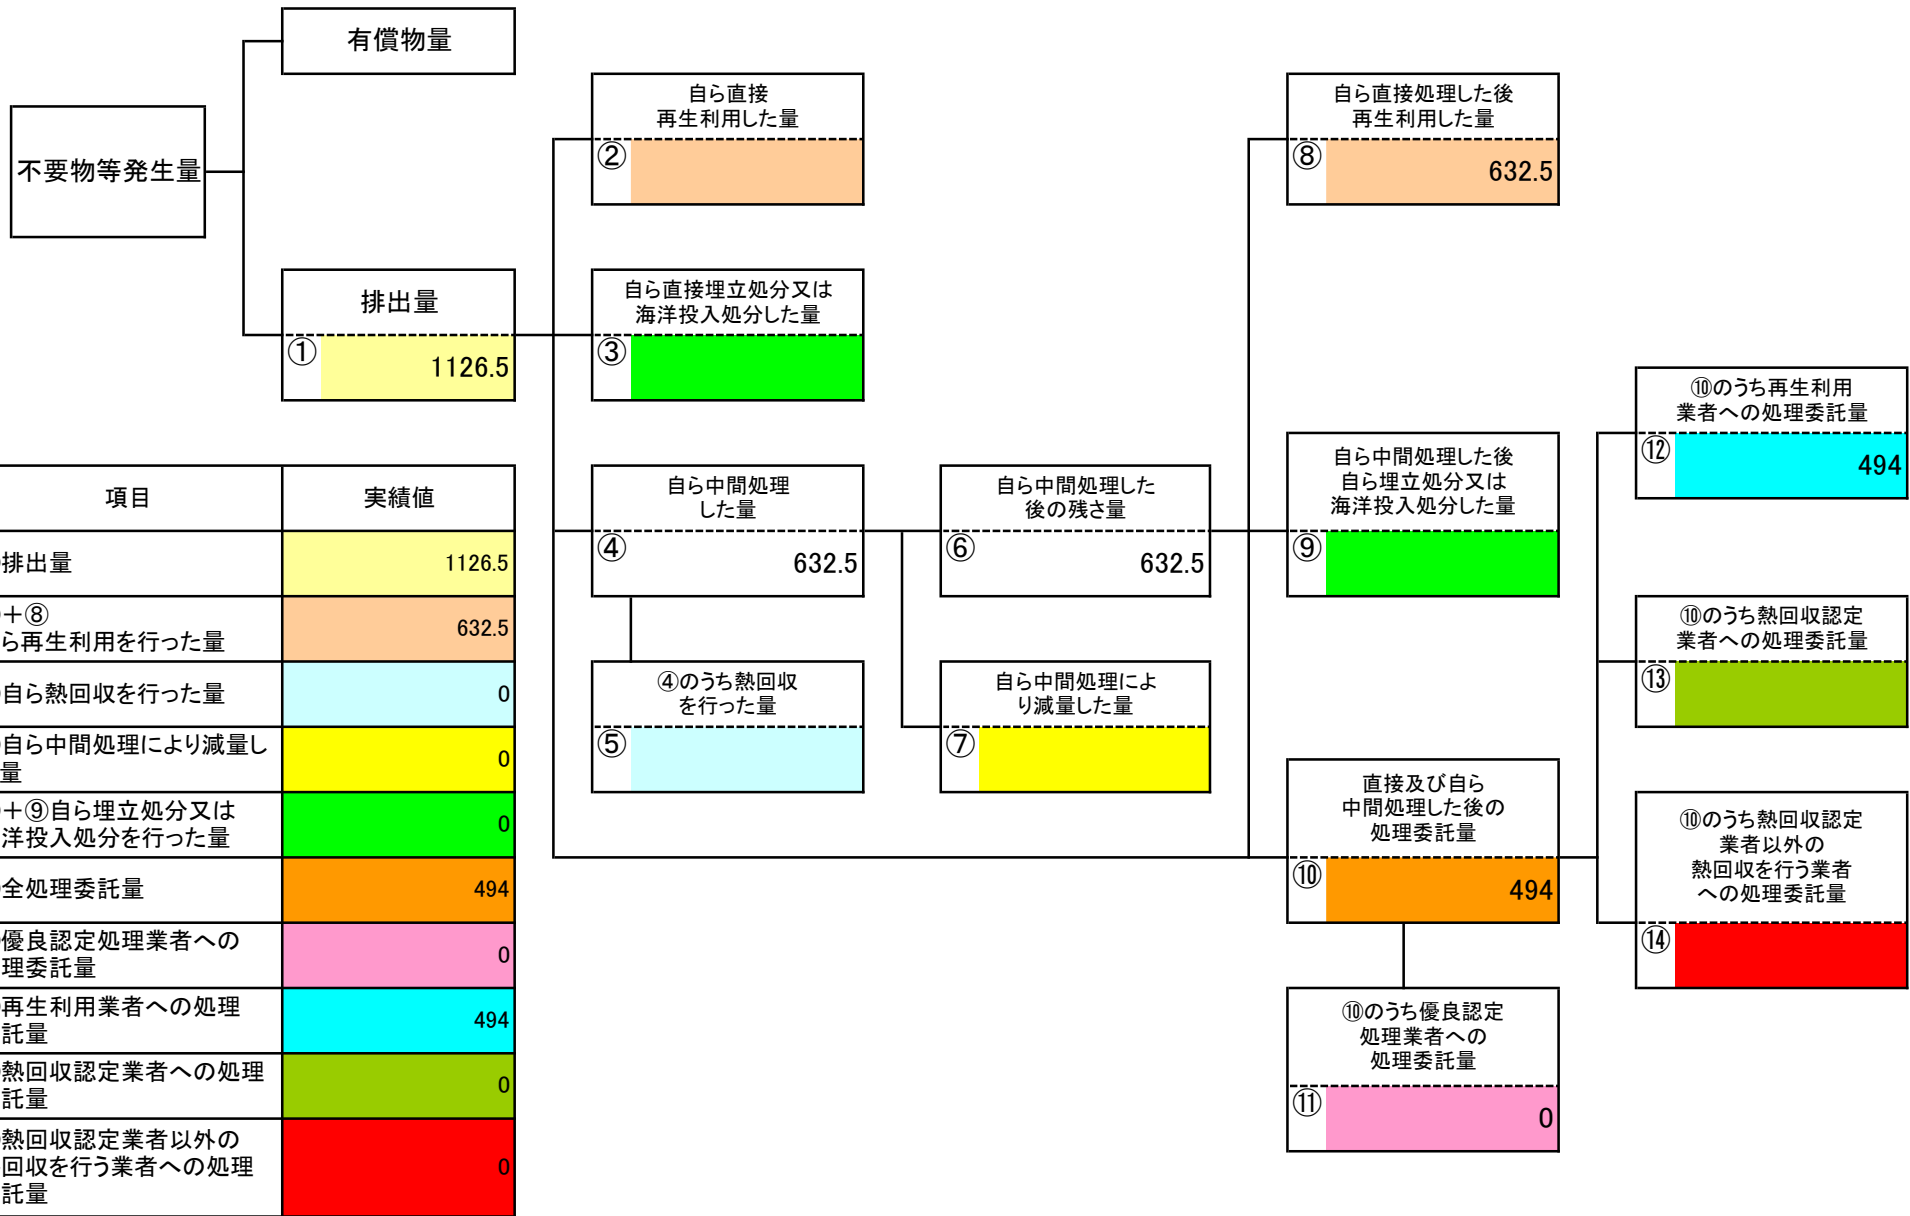 有償物量
不要物等発生量
排出量
①
1126.5
自ら直接
再生利用した量
②
自ら直接埋立処分又は
海洋投入処分した量
③
自ら中間処理
した量
④
632.5
④のうち熱回収
を行った量
⑤
自ら中間処理した
後の残さ量
⑥
632.5
自ら中間処理によ
り減量した量
⑦
自ら直接処理した後
再生利用した量
⑧
632.5
自ら中間処理した後
自ら埋立処分又は
海洋投入処分した量
⑨
直接及び自ら
中間処理した後の
処理委託量
⑩
494
⑩のうち優良認定
処理業者への
処理委託量
⑪
0
⑩のうち再生利用
業者への処理委託量
⑫
494
⑩のうち熱回収認定
業者への処理委託量
⑬
⑩のうち熱回収認定
業者以外の
熱回収を行う業者
への処理委託量
⑭
項目 実績値
排出量 1126.5
+⑧
ら再生利用を行った量 632.5
自ら熱回収を行った量 0
自ら中間処理により減量し
量 0
+⑨自ら埋立処分又は
洋投入処分を行った量 0
全処理委託量 494
優良認定処理業者への
理委託量 0
再生利用業者への処理
託量 494
熱回収認定業者への処理
託量 0
熱回収認定業者以外の
回収を行う業者への処理
託量 0